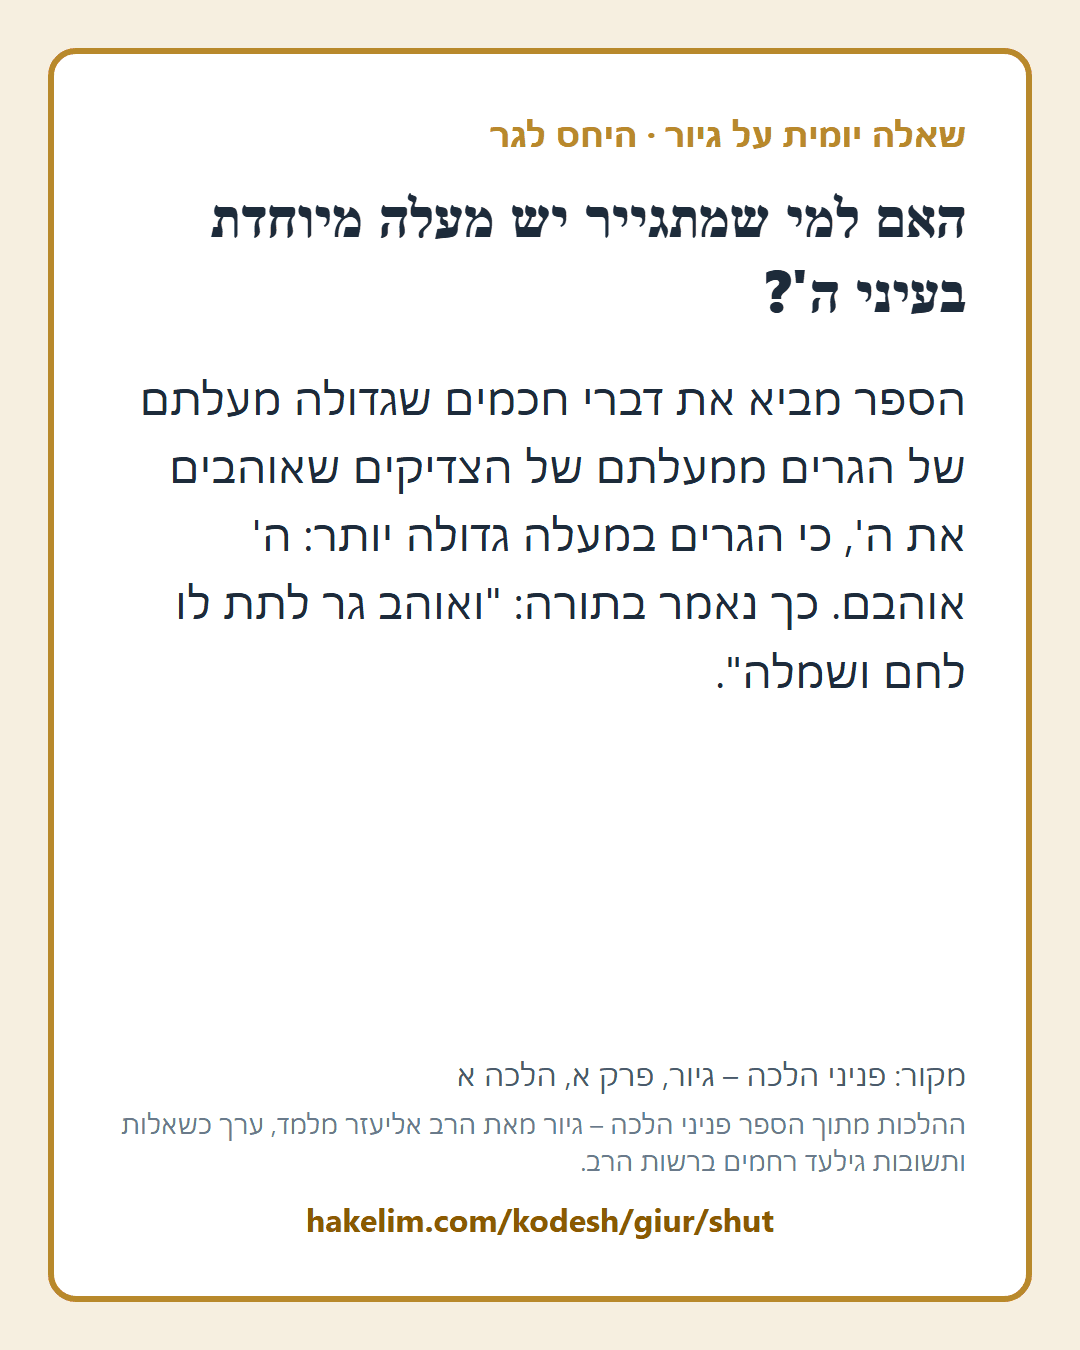 שאלה יומית על גיור · היחס לגר
האם למי שמתגייר יש מעלה מיוחדת
בעיני ה'?
הספר מביא את דברי חכמים שגדולה מעלתם
של הגרים ממעלתם של הצדיקים שאוהבים
את ה', כי הגרים במעלה גדולה יותר: ה'
אוהבם. כך נאמר בתורה: "ואוהב גר לתת לו
לחם ושמלה".
מקור: פניני הלכה – גיור, פרק א, הלכה א
ההלכות מתוך הספר פניני הלכה – גיור מאת הרב אליעזר מלמד, ערך כשאלות
ותשובות גילעד רחמים ברשות הרב.
hakelim.com/kodesh/giur/shut